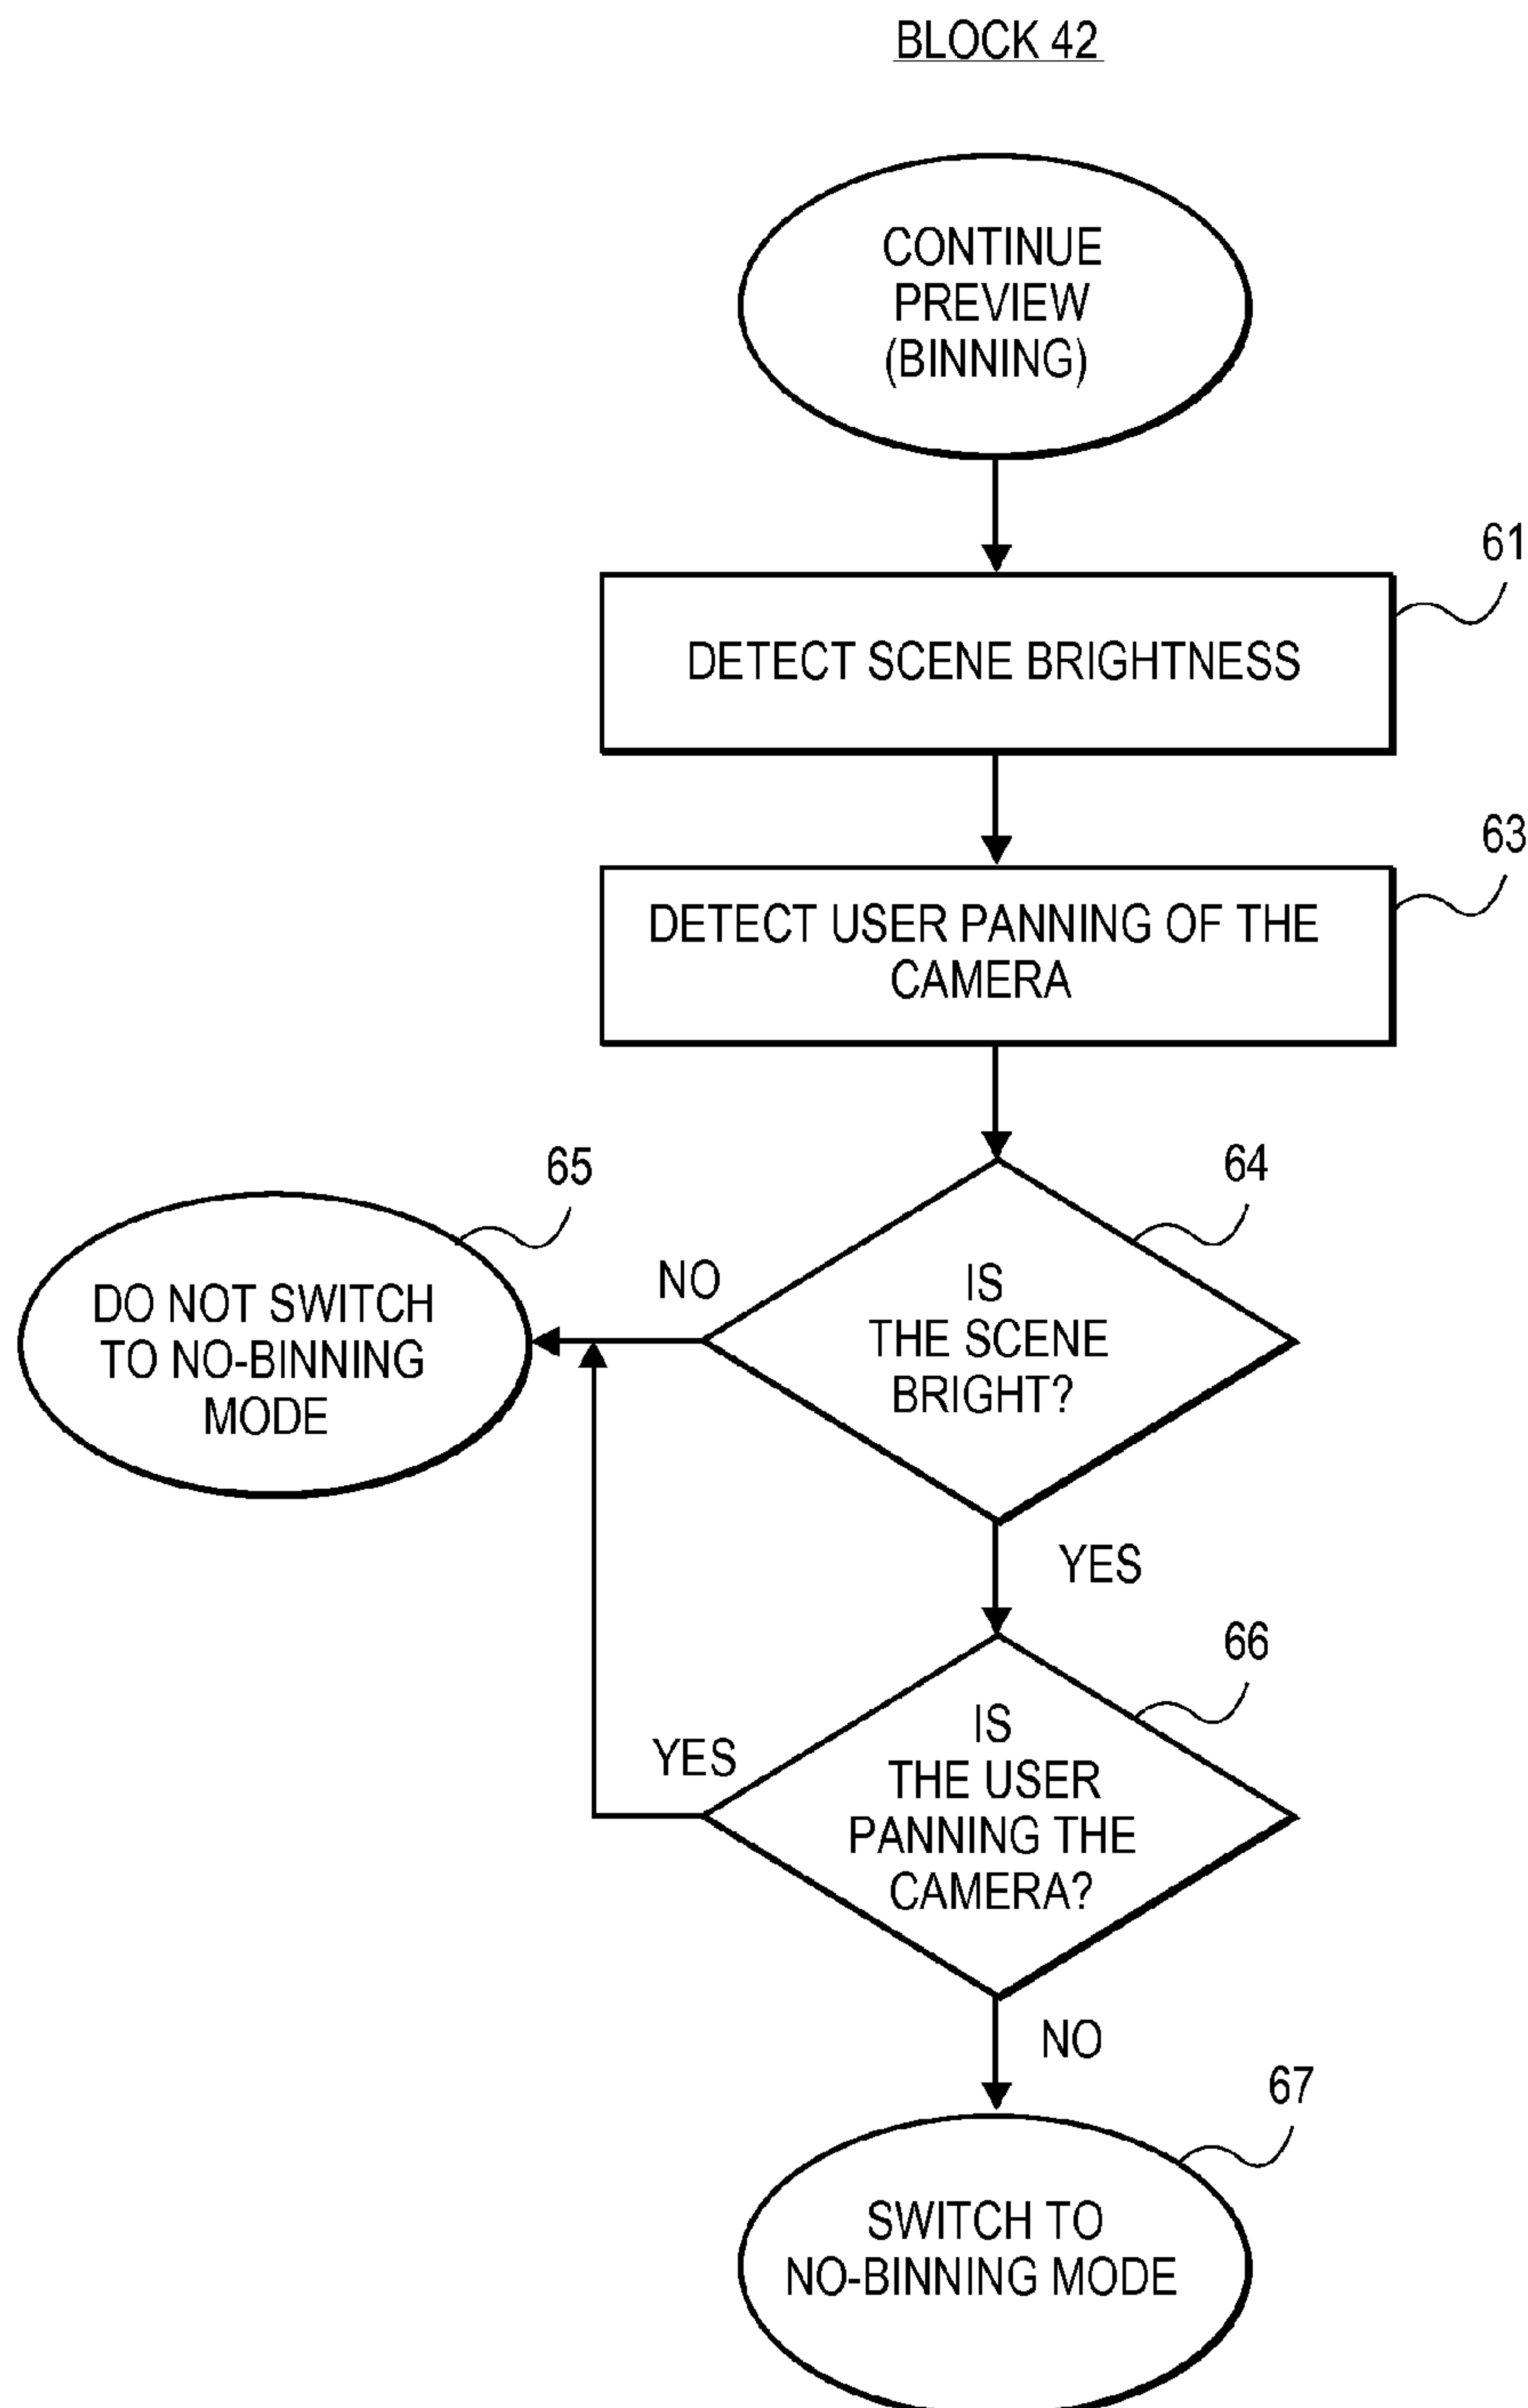 BLOCK 42
CONTINUE
PREVIEW
(BINNING)
61
DETECT SCENE BRIGHTNESS
63
DETECT USER PANNING OF THE
CAMERA
64
65
NO
IS
THE SCENE
BRIGHT?
DO NOT SWITCH
TO NO-BINNING
MODE
YES
66
YES
IS
THE USER
PANNING THE
CAMERA?
NO
67
SWITCH TO
NO-BINNING MODE